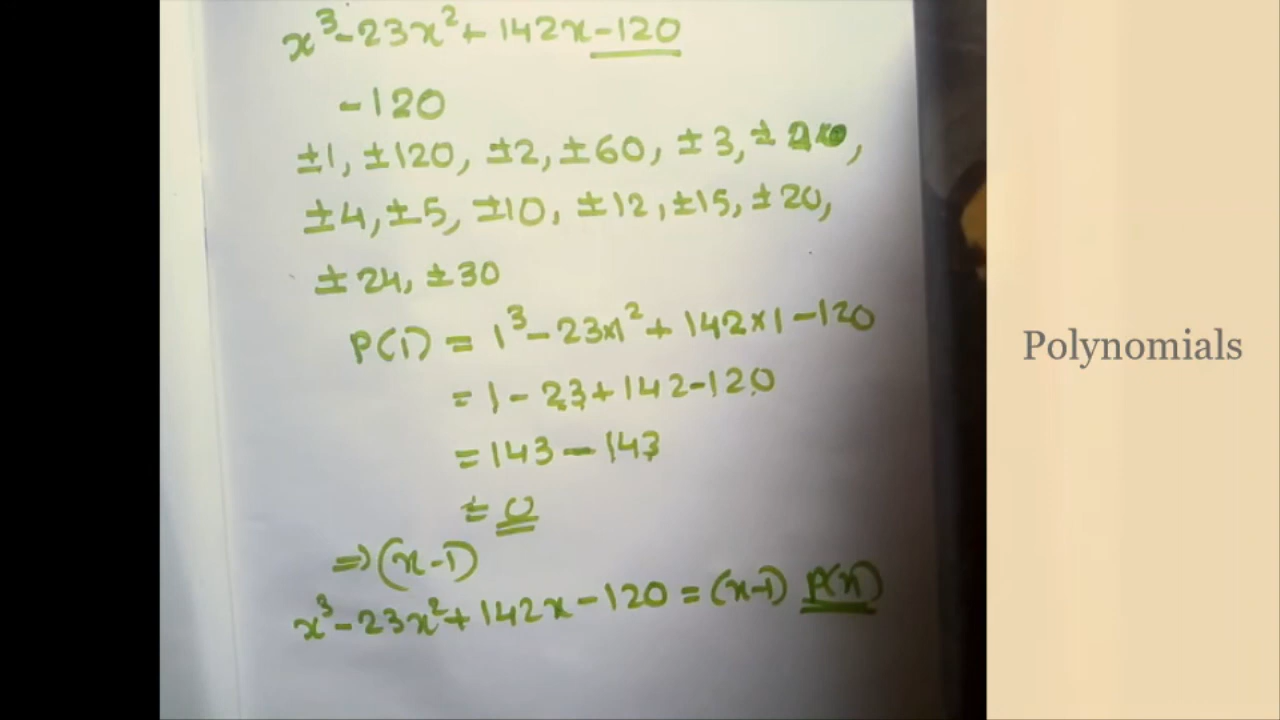 x³-23x²+142x-120
-120
±1, ±120, ±2, ±60, ±3, ±
±4, ±5, ±10, ±12, ±15, ±20,
±24, ±30
P(1) = 1³-23×1²+142×1-120
= 1-23+142-120
= 143-143
= 0
⇒(x-1)
x³-23x²+142x-120=(x-1) P(x)
Polynomials